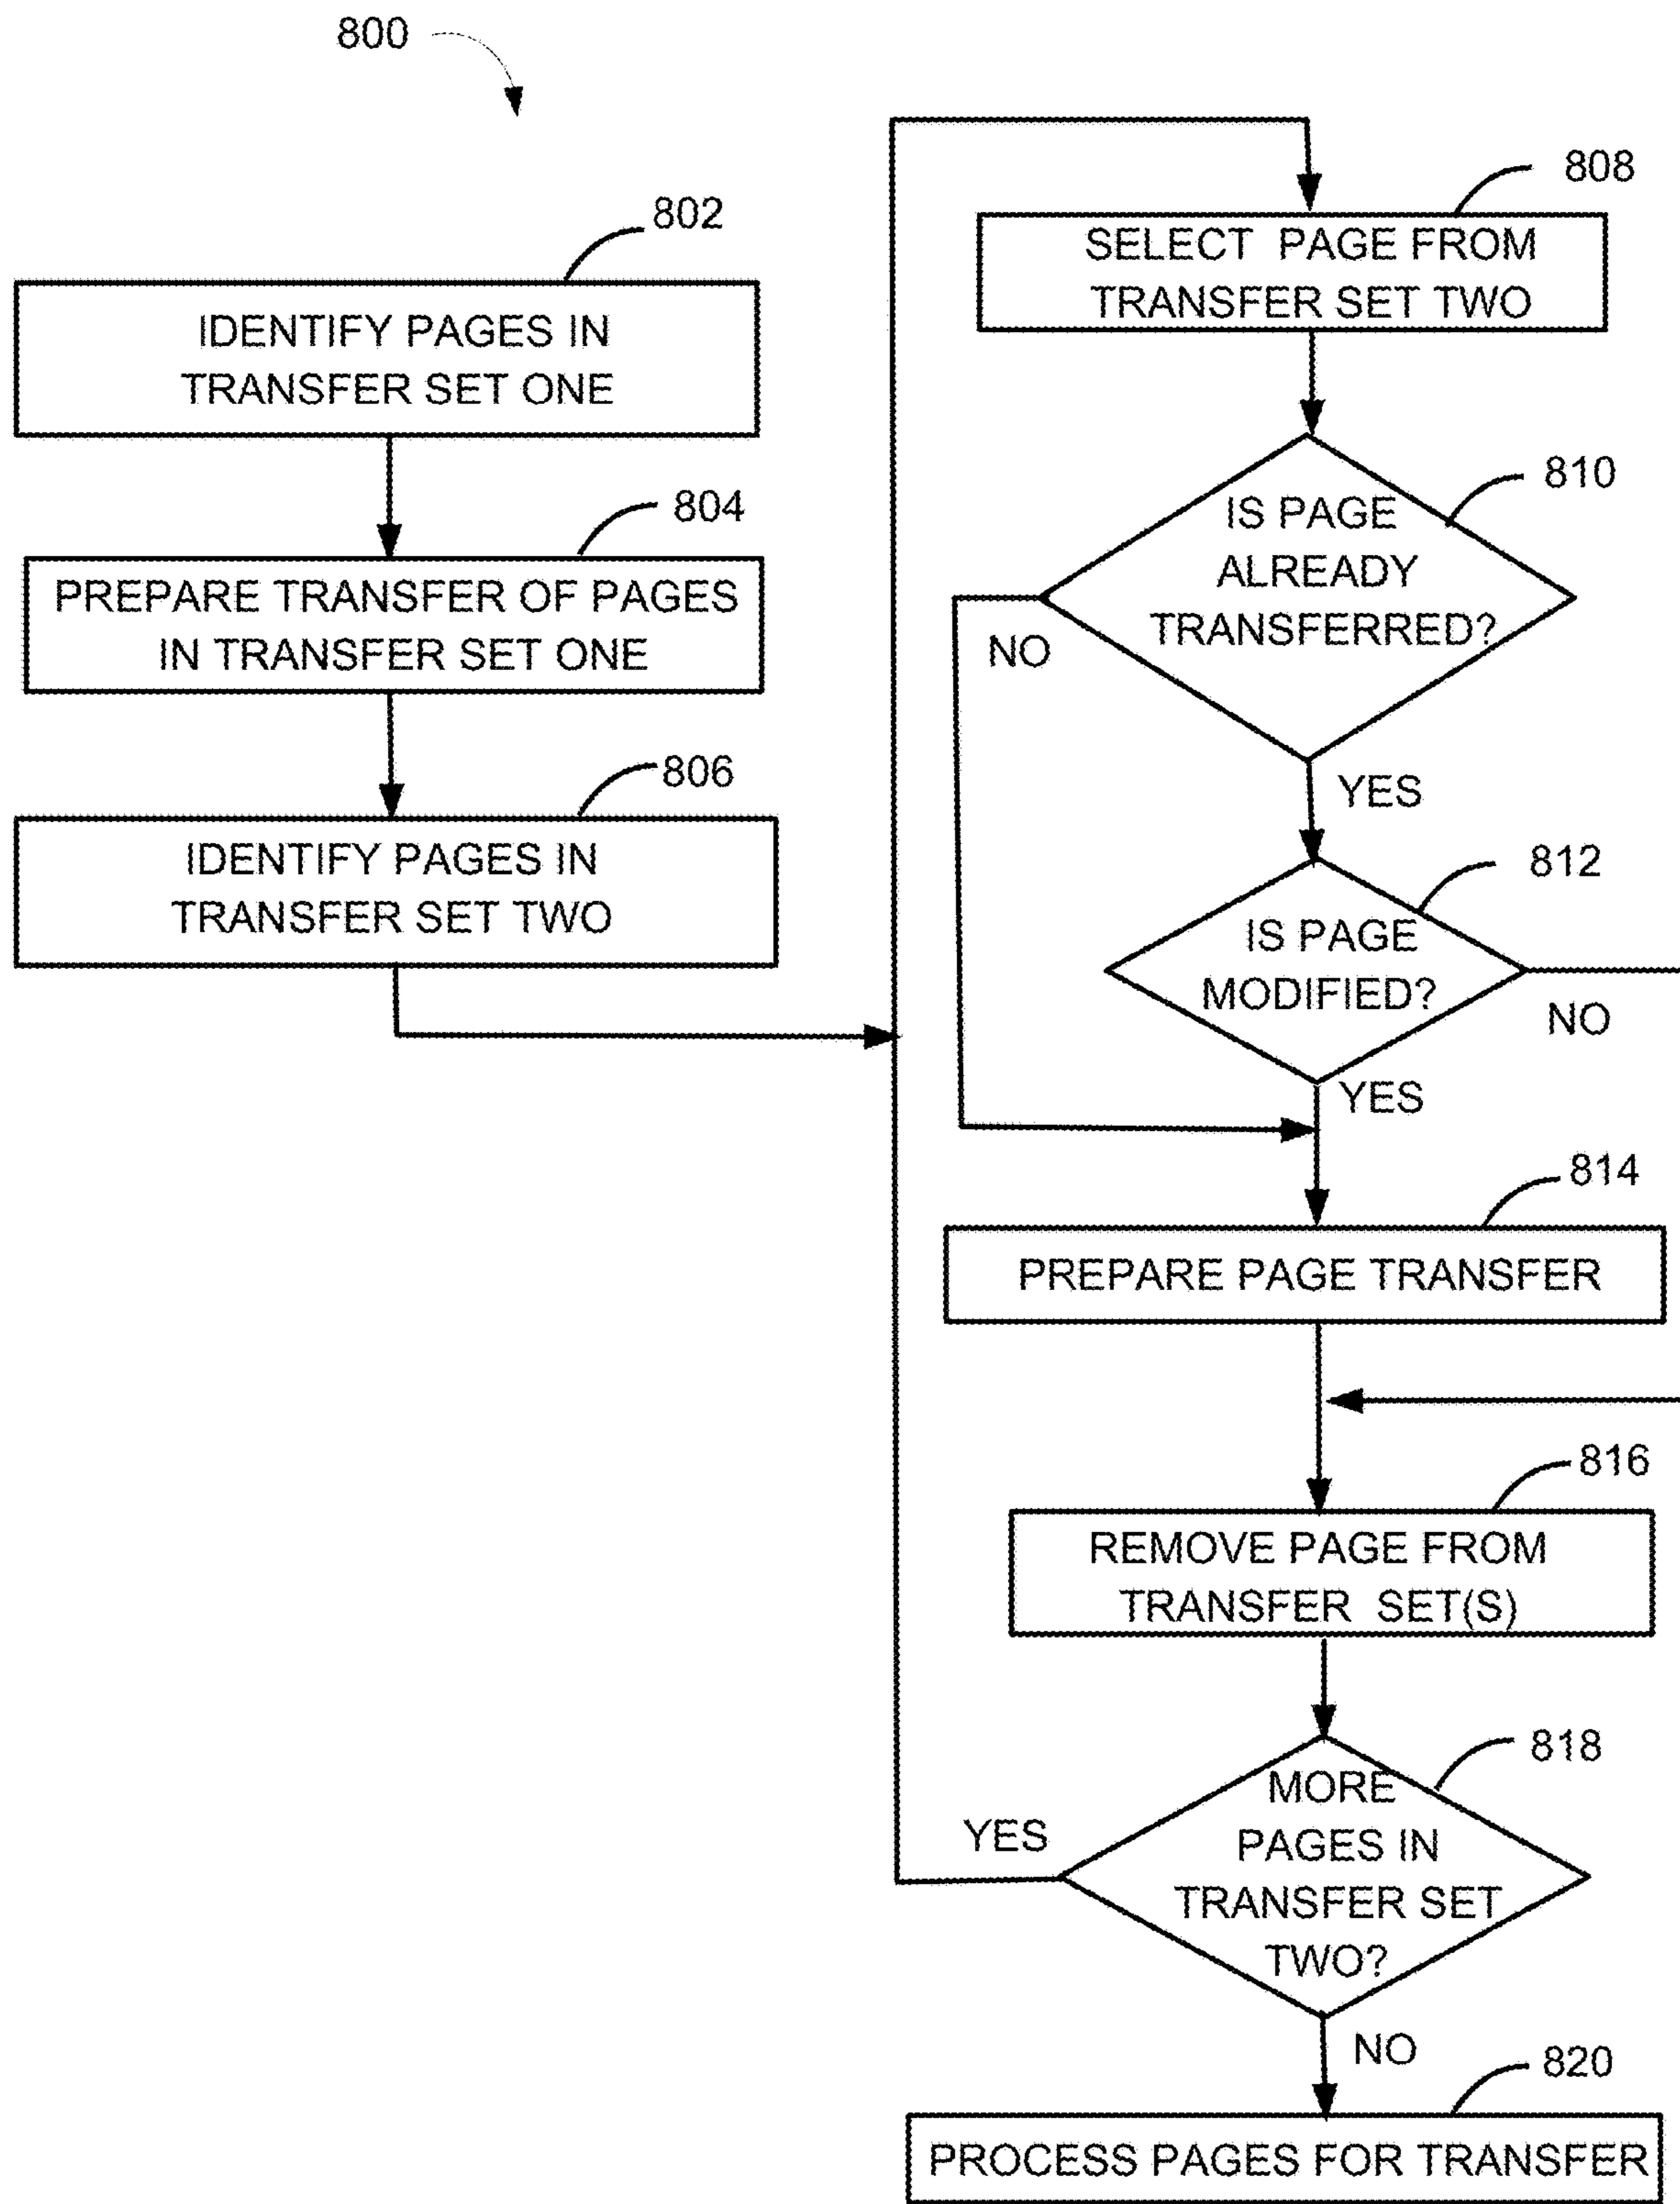 800
802
IDENTIFY PAGES IN
TRANSFER SET ONE
804
PREPARE TRANSFER OF PAGES
IN TRANSFER SET ONE
806
IDENTIFY PAGES IN
TRANSFER SET TWO
808
SELECT PAGE FROM
TRANSFER SET TWO
810
IS PAGE
ALREADY
TRANSFERRED?
NO
YES
812
IS PAGE
MODIFIED?
NO
YES
814
PREPARE PAGE TRANSFER
816
REMOVE PAGE FROM
TRANSFER SET(S)
818
MORE
PAGES IN
TRANSFER SET
TWO?
YES
NO
820
PROCESS PAGES FOR TRANSFER